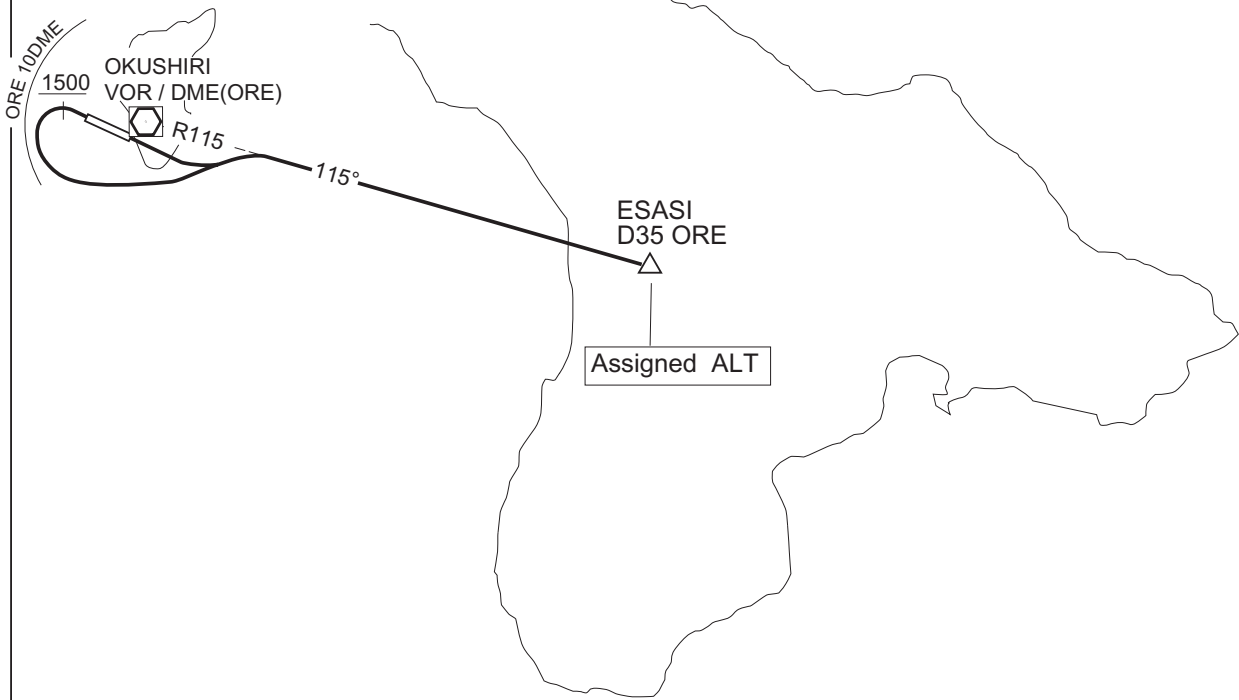 ORE 10DME
1500
OKUSHIRI
VOR / DME(ORE)
R115
115°
ESASI
D35 ORE
Assigned ALT